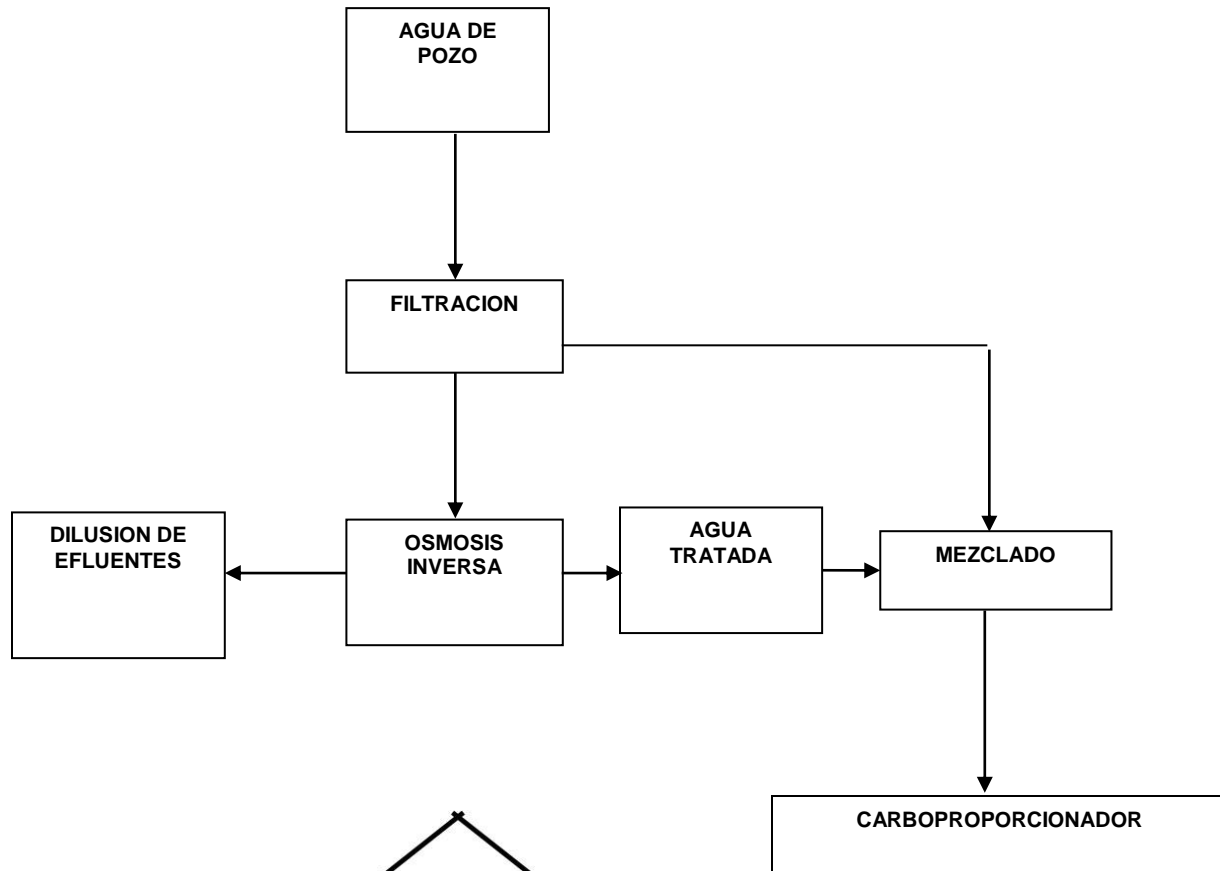 AGUA DE
POZO
FILTRACION
DILUSION DE
EFLUENTES
OSMOSIS
INVERSA
AGUA
TRATADA
MEZCLADO
CARBOPROPORCIONADOR